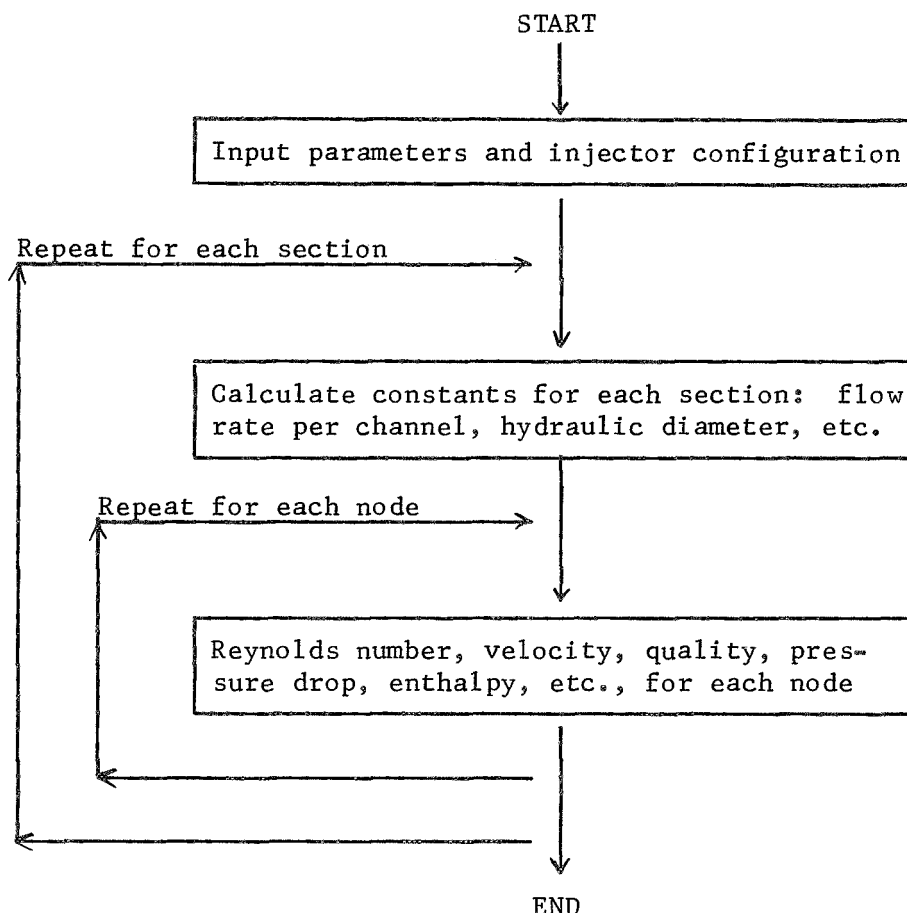 START
Input parameters and injector configuration
Repeat for each section
Calculate constants for each section: flow
rate per channel, hydraulic diameter, etc.
Repeat for each node
Reynolds number, velocity, quality, pres-
sure drop, enthalpy, etc., for each node
END